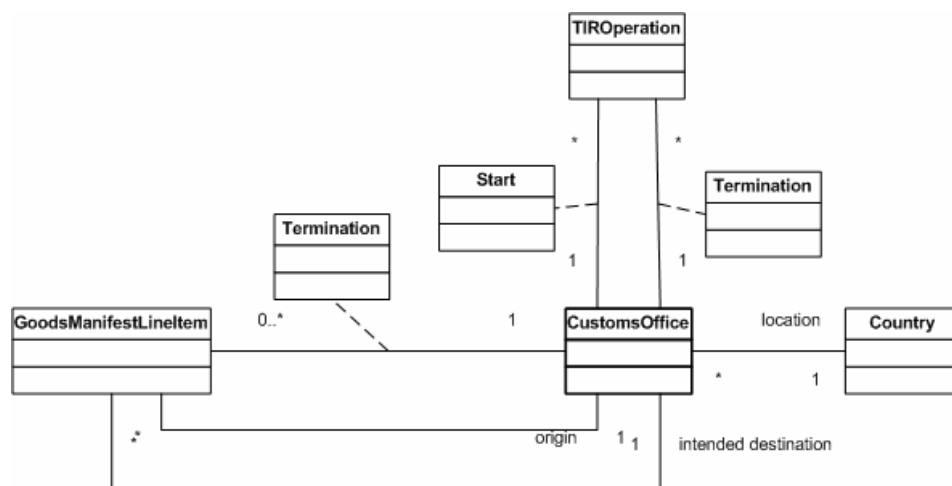 TIROperation
*
*
Start
Termination
Termination
1
1
GoodsManifestLineItem
0..*
1
CustomsOffice
location
Country
*
1
*
*
origin
1
1
intended destination